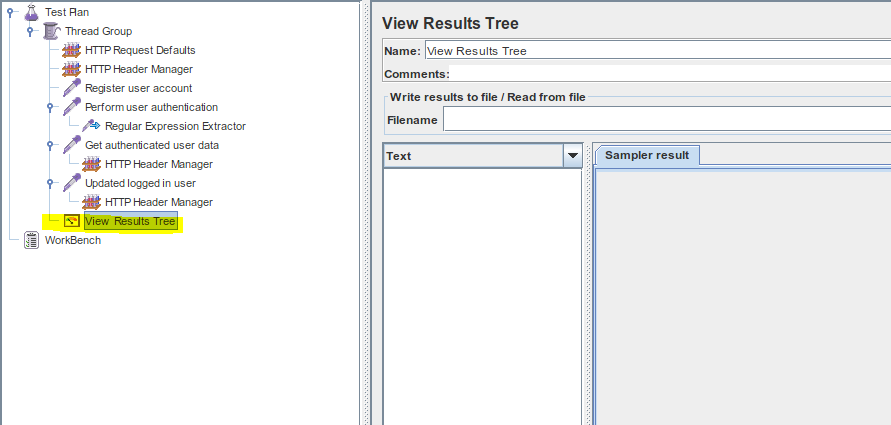 Test Plan
Thread Group
HTTP Request Defaults
HTTP Header Manager
Register user account
Perform user authentication
Regular Expression Extractor
Get authenticated user data
HTTP Header Manager
Updated logged in user
HTTP Header Manager
View Results Tree
WorkBench
View Results Tree
Name: View Results Tree
Comments:
Write results to file / Read from file
Filename
Text
Sampler result